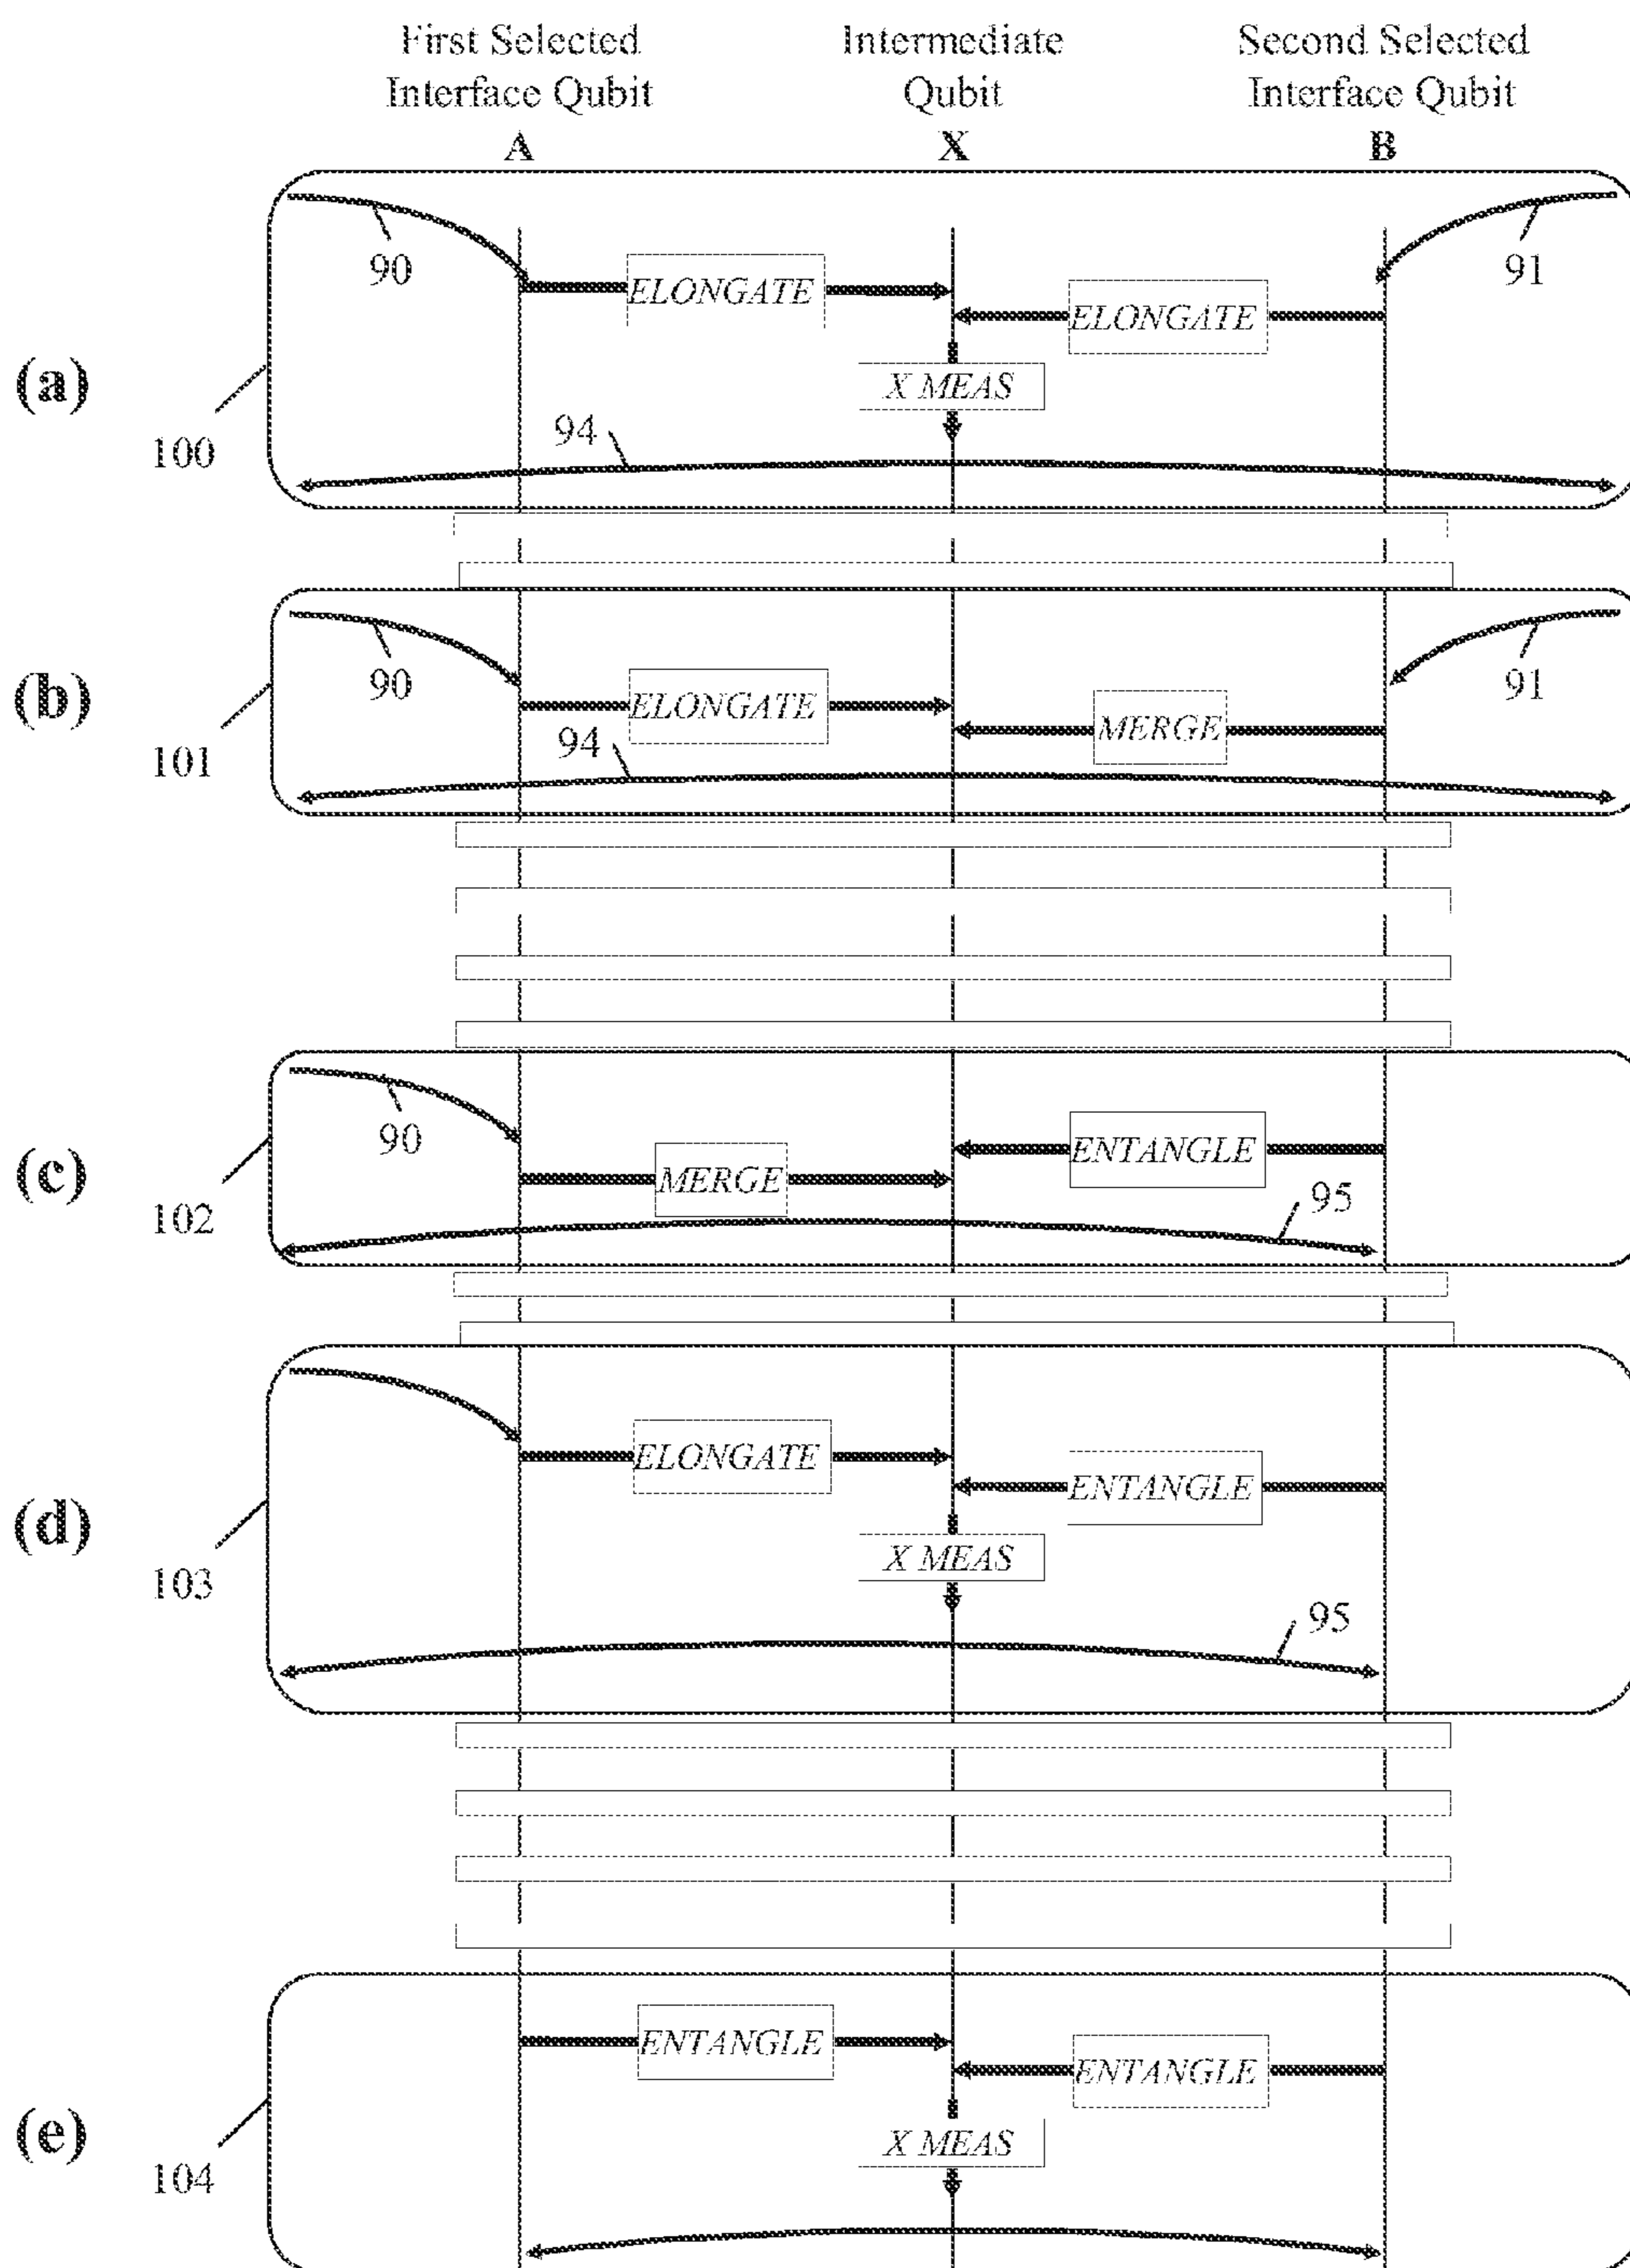 First Selected
Interface Qubit
A
Intermediate
Qubit
X
Second Selected
Interface Qubit
B
(a)
100
90
ELONGATE
ELONGATE
91
X MEAS
94
(b)
101
90
ELONGATE
MERGE
91
94
(c)
102
90
MERGE
ENTANGLE
95
(d)
103
ELONGATE
ENTANGLE
X MEAS
95
(e)
104
ENTANGLE
ENTANGLE
X MEAS